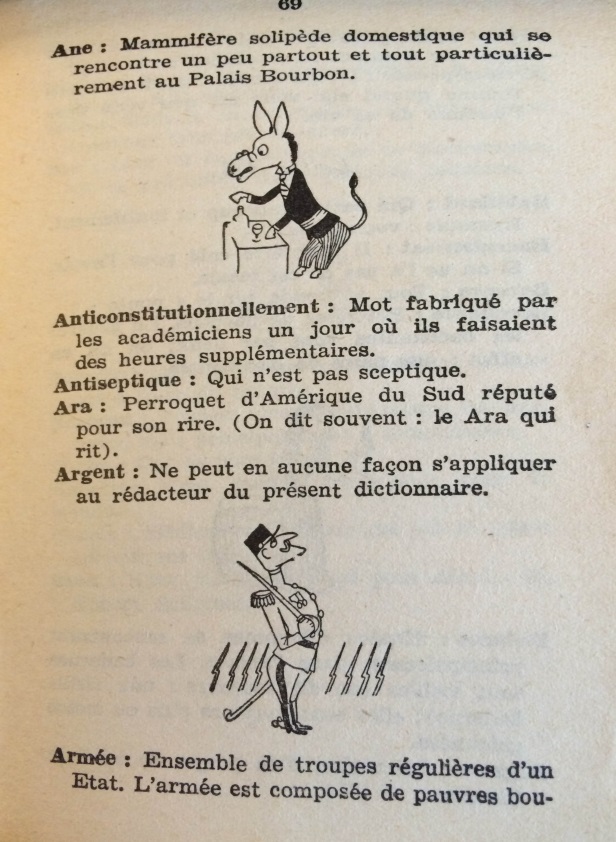 69
Ane : Mammifère solipède domestique qui se
rencontre un peu partout et tout particuliè-
rement au Palais Bourbon.
Anticonstitutionnellement : Mot fabriqué par
les académiciens un jour où ils faisaient
des heures supplémentaires.
Antiseptique : Qui n'est pas sceptique.
Ara : Perroquet d'Amérique du Sud réputé
pour son rire. (On dit souvent : le Ara qui
rit).
Argent : Ne peut en aucune façon s'appliquer
au rédacteur du présent dictionnaire.
Armée : Ensemble de troupes régulières d'un
Etat. L'armée est composée de pauvres bou-